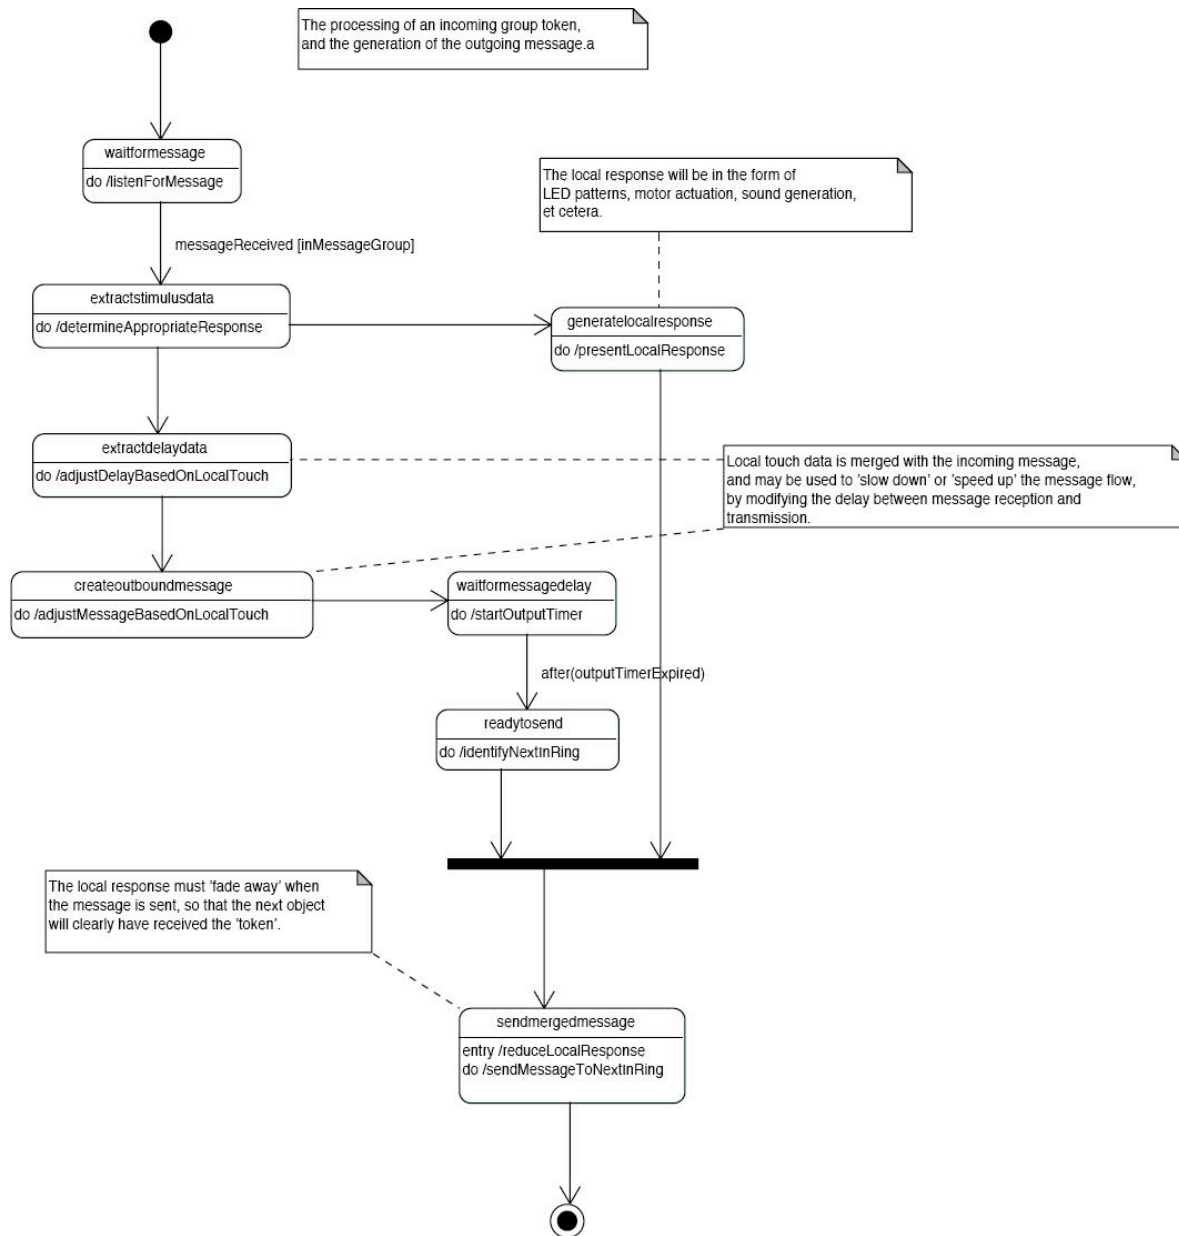 The processing of an incoming group token,
and the generation of the outgoing message.a
waitformessage
do /listenForMessage
The local response will be in the form of
LED patterns, motor actuation, sound generation,
et cetera.
messageReceived [inMessageGroup]
extractstimulusdata
do /determineAppropriateResponse
generatelocalresponse
do /presentLocalResponse
extractdelaydata
do /adjustDelayBasedOnLocalTouch
Local touch data is merged with the incoming message,
and may be used to 'slow down' or 'speed up' the message flow,
by modifying the delay between message reception and
transmission.
createoutboundmessage
do /adjustMessageBasedOnLocalTouch
waitformessagedelay
do /startOutputTimer
after(outputTimerExpired)
readytosend
do /identifyNextInRing
The local response must 'fade away' when
the message is sent, so that the next object
will clearly have received the 'token'.
sendmergedmessage
entry /reduceLocalResponse
do /sendMessageToNextInRing